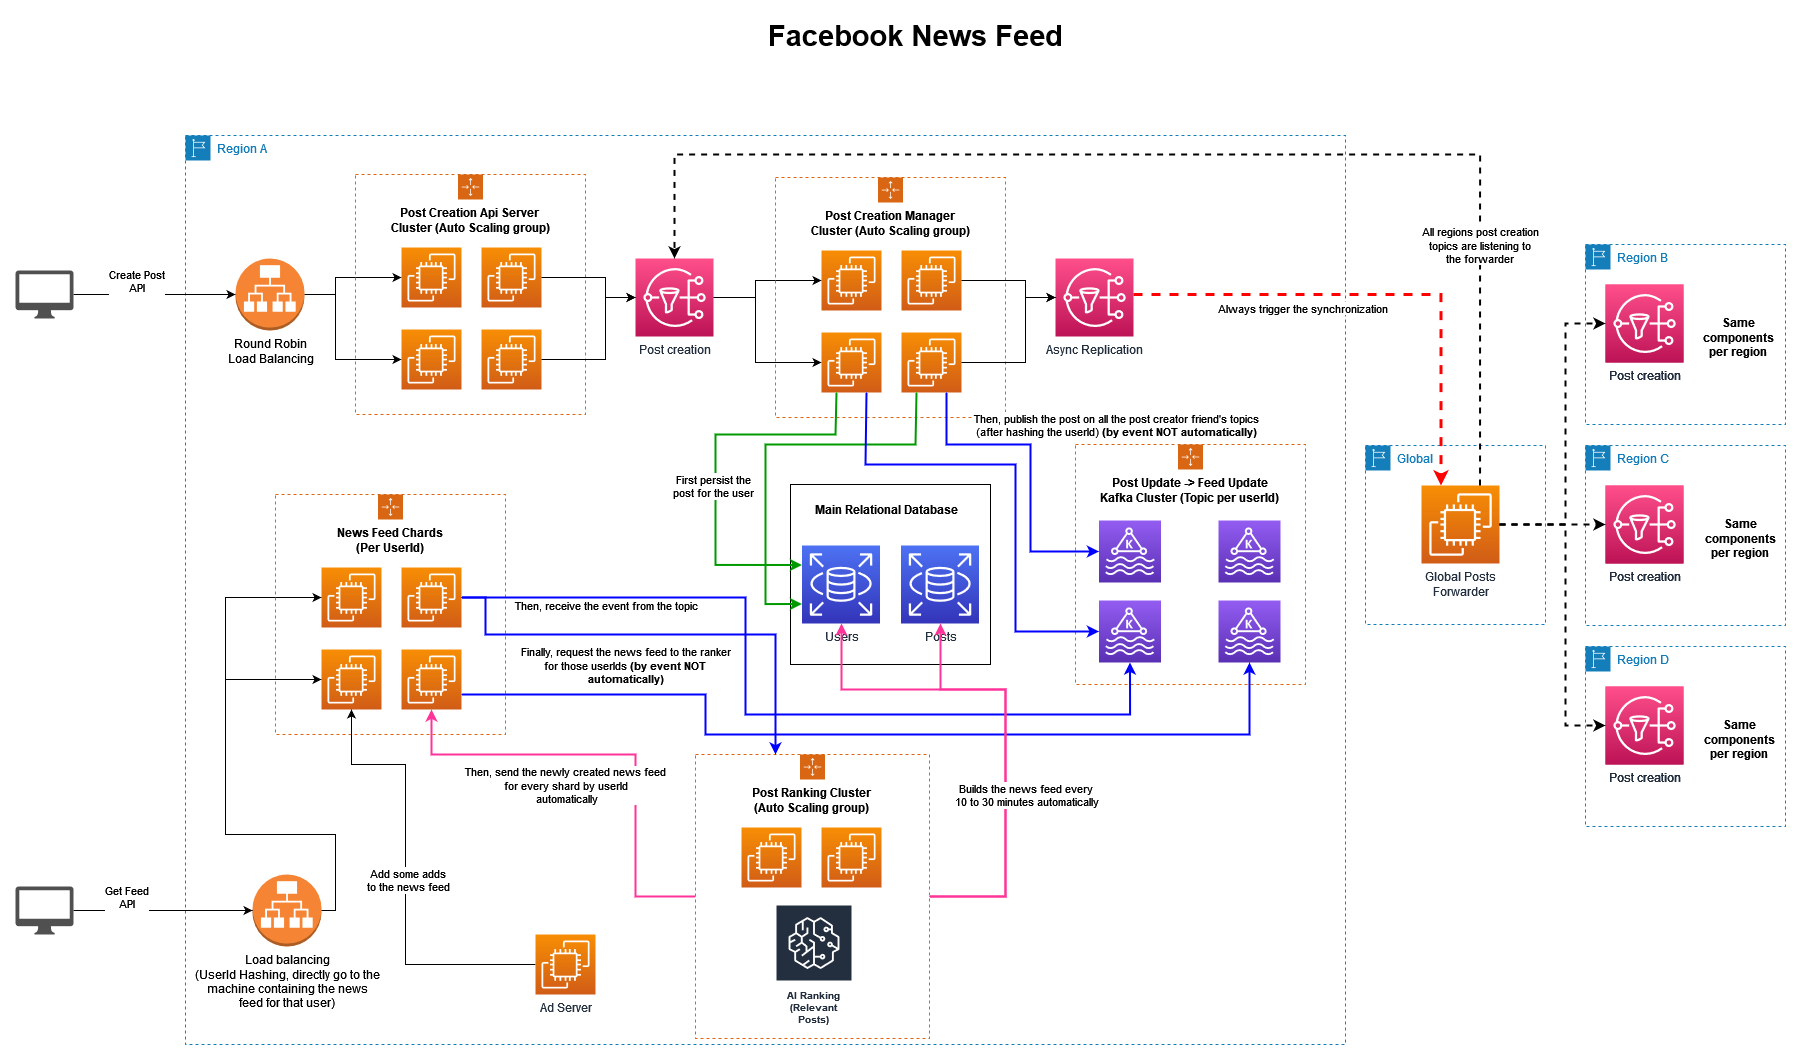 Facebook News Feed
Region A
Post Creation Api Server
Cluster (Auto Scaling group)
Post Creation Manager
Cluster (Auto Scaling group)
Create Post
API
Round Robin
Load Balancing
Post creation
Async Replication
Always trigger the synchronization
All regions post creation
topics are listening to
the forwarder
Region B
Same
components
per region
Post creation
Then, publish the post on all the post creator friend's topics
(after hashing the userId) (by event NOT automatically)
First persist the
post for the user
Main Relational Database
Users
Posts
Post Update -> Feed Update
Kafka Cluster (Topic per userId)
K
K
K
K
Global
Global Posts
Forwarder
Region C
Same
components
per region
Post creation
Region D
Same
components
per region
Post creation
News Feed Chards
(Per UserId)
Then, receive the event from the topic
Finally, request the news feed to the ranker
for those userIds (by event NOT
automatically)
Then, send the newly created news feed
for every shard by userId
automatically
Post Ranking Cluster
(Auto Scaling group)
Builds the news feed every
10 to 30 minutes automatically
AI Ranking
(Relevant
Posts)
Add some adds
to the news feed
Get Feed
API
Load balancing
(UserId Hashing, directly go to the
machine containing the news
feed for that user)
Ad Server